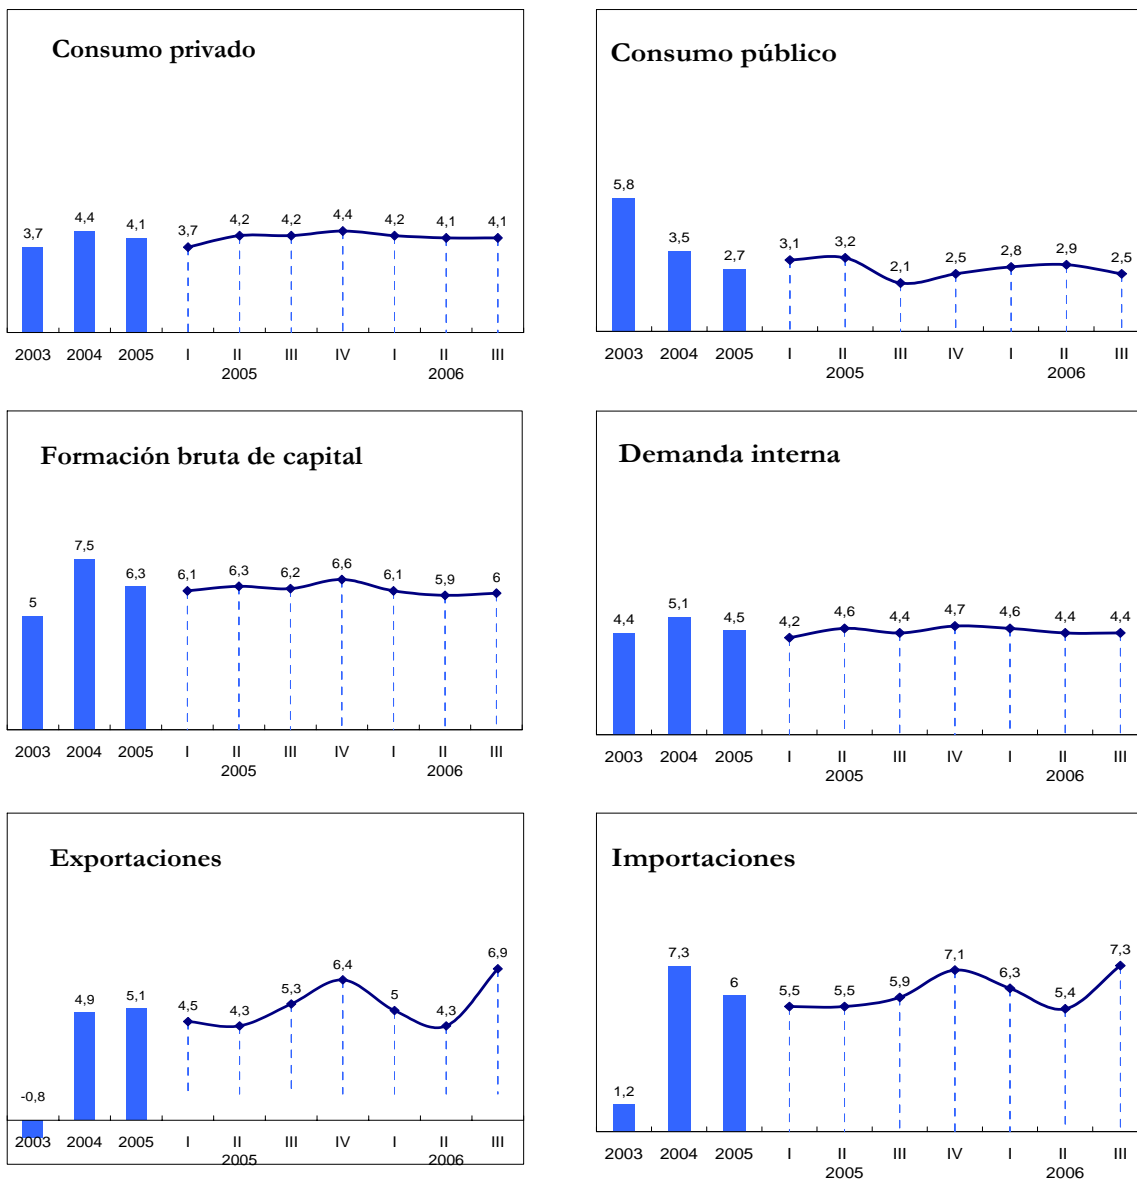 Consumo privado
3,7 4,4 4,1 3,7 4,2 4,2 4,4 4,2 4,1 4,1
2003 2004 2005 I II III IV I II III
2005 2006
Consumo público
5,8 3,5 2,7 3,1 3,2 2,1 2,5 2,8 2,9 2,5
2003 2004 2005 I II III IV I II III
2005 2006
Formación bruta de capital
5 7,5 6,3 6,1 6,3 6,2 6,6 6,1 5,9 6
2003 2004 2005 I II III IV I II III
2005 2006
Demanda interna
4,4 5,1 4,5 4,2 4,6 4,4 4,7 4,6 4,4 4,4
2003 2004 2005 I II III IV I II III
2005 2006
Exportaciones
-0,8 4,9 5,1 4,5 4,3 5,3 6,4 5 4,3 6,9
2003 2004 2005 I II III IV I II III
2005 2006
Importaciones
1,2 7,3 6 5,5 5,5 5,9 7,1 6,3 5,4 7,3
2003 2004 2005 I II III IV I II III
2005 2006